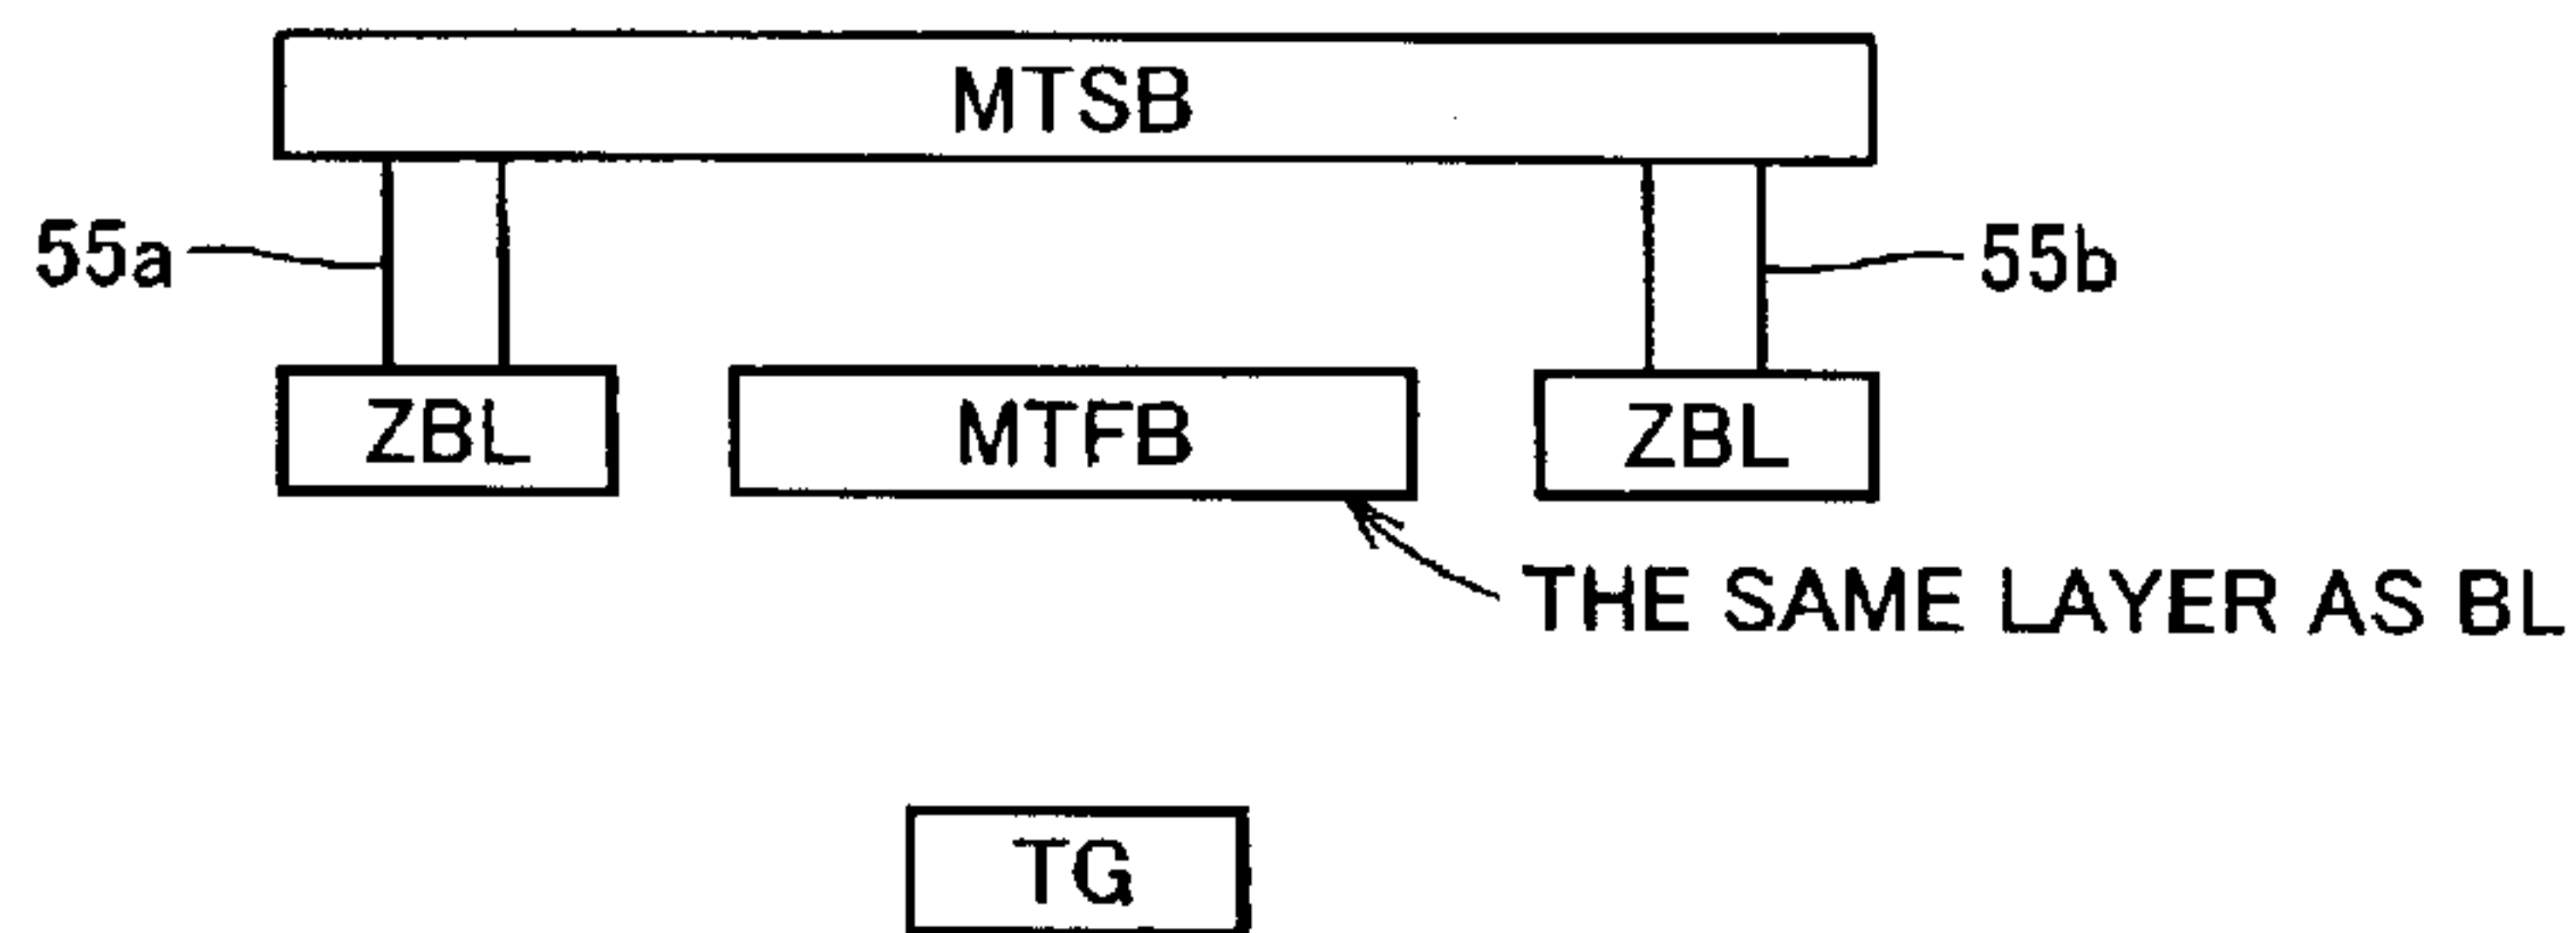 MTSB
55a
55b
ZBL MTFB ZBL
THE SAME LAYER AS BL
TG